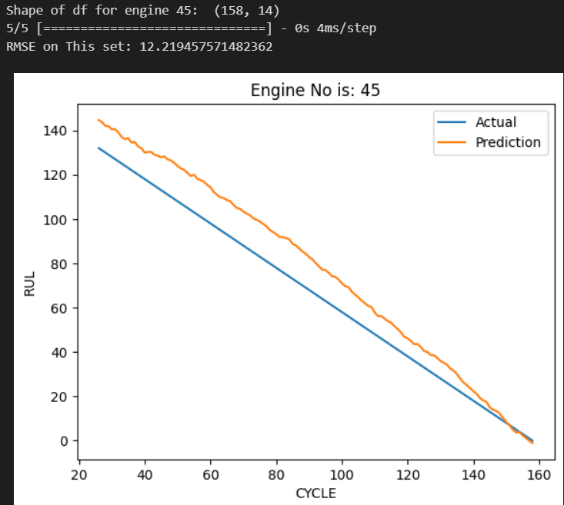 Shape of df for engine 45:  (158, 14)
5/5 [==============================] - 0s 4ms/step
RMSE on This set: 12.219457571482362
Engine No is: 45
Actual
Prediction
140
120
100
80
60
40
20
0
RUL
20 40 60 80 100 120 140 160
CYCLE